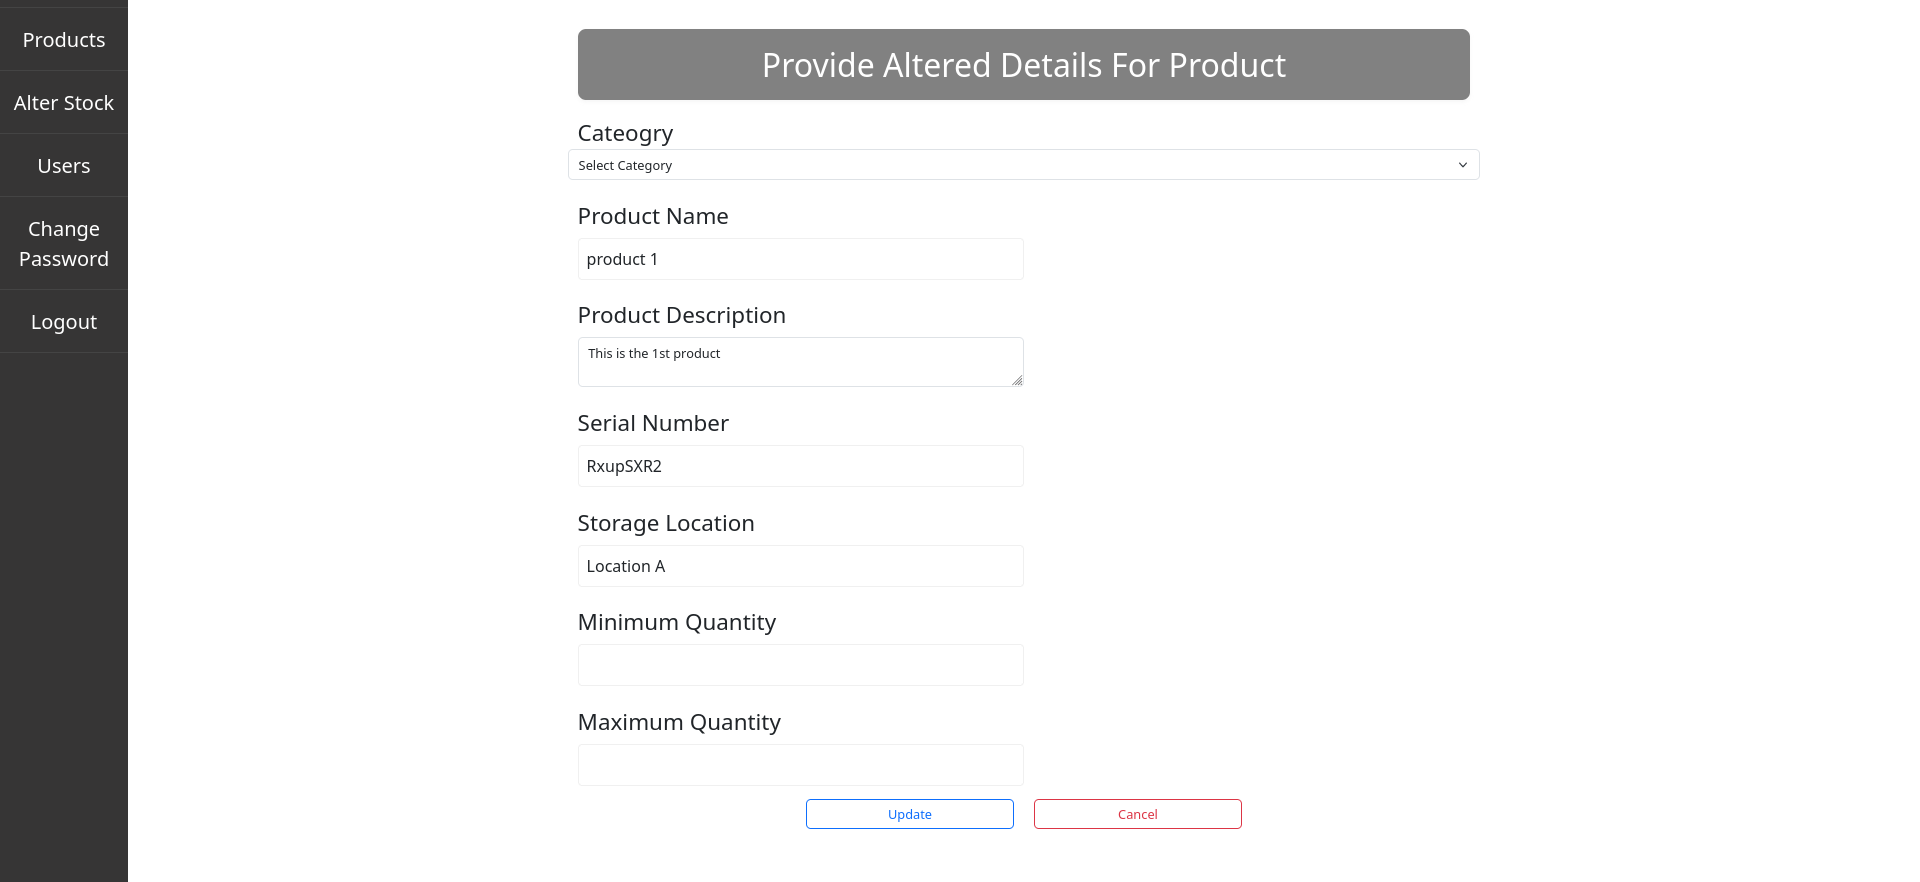 Products
Alter Stock
Users
Change
Password
Logout
Provide Altered Details For Product
Cateogry
Select Category
Product Name
product 1
Product Description
This is the 1st product
Serial Number
RxupSXR2
Storage Location
Location A
Minimum Quantity
Maximum Quantity
Update
Cancel